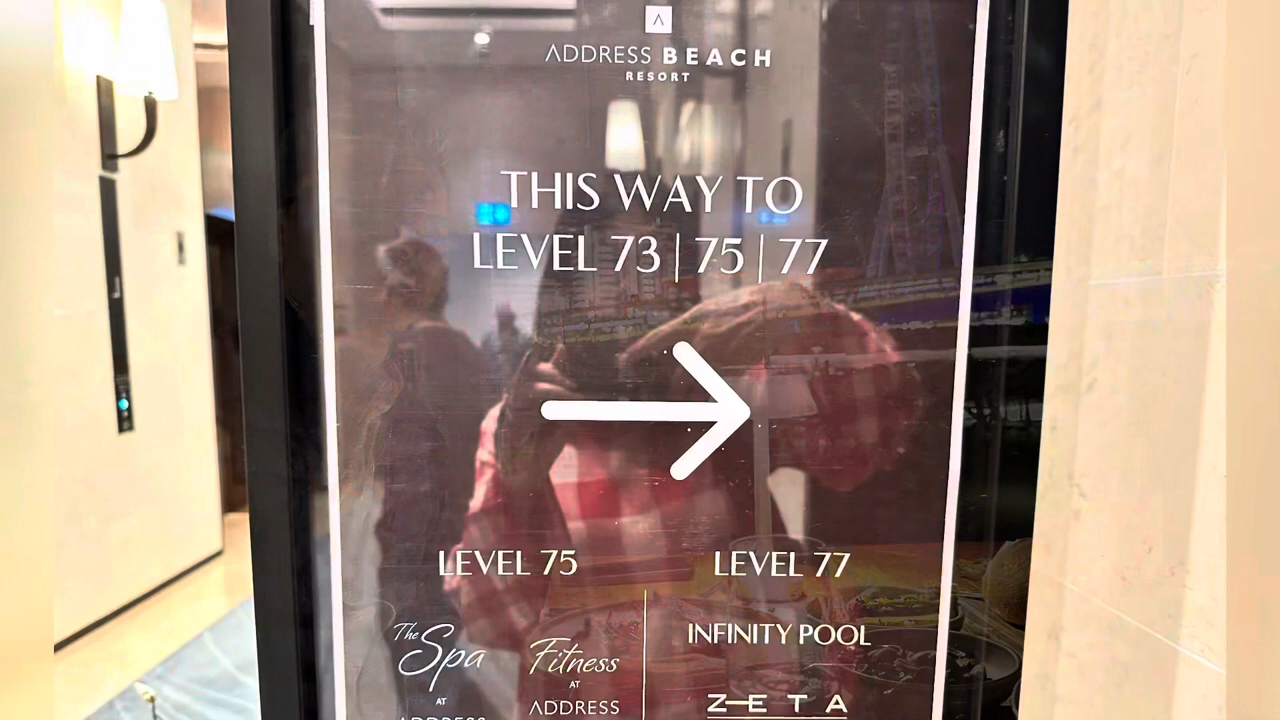 ADDRESS BEACH
RESORT
THIS WAY TO
LEVEL 73 | 75 | 77
LEVEL 75
LEVEL 77
The Spa
AT
ADDRESS
Fitness
AT
ADDRESS
INFINITY POOL
ZETA